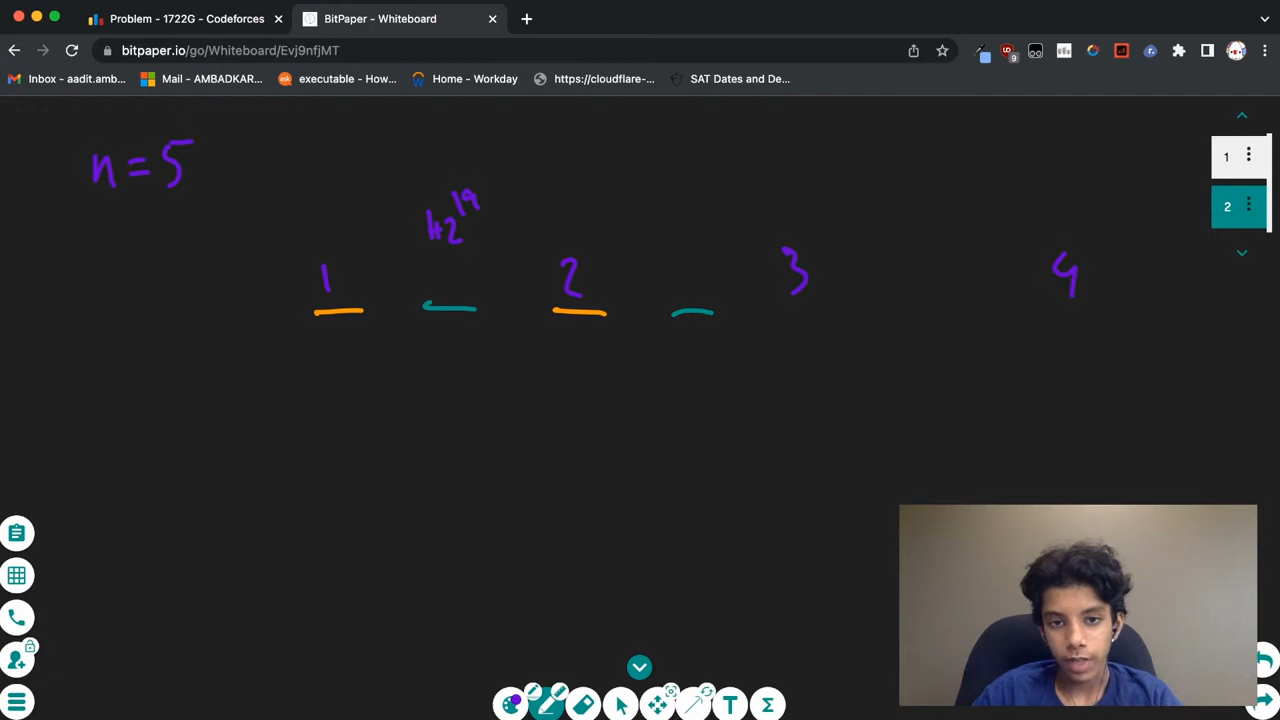 Problem - 1722G - Codeforces
BitPaper - Whiteboard
bitpaper.io/go/Whiteboard/Evj9nfjMT
9
Inbox - aadit.amb...
Mail - AMBADKAR...
executable - How...
Home - Workday
https://cloudflare-...
SAT Dates and De...
n=5
1
2
3
4
1
2
T
Σ